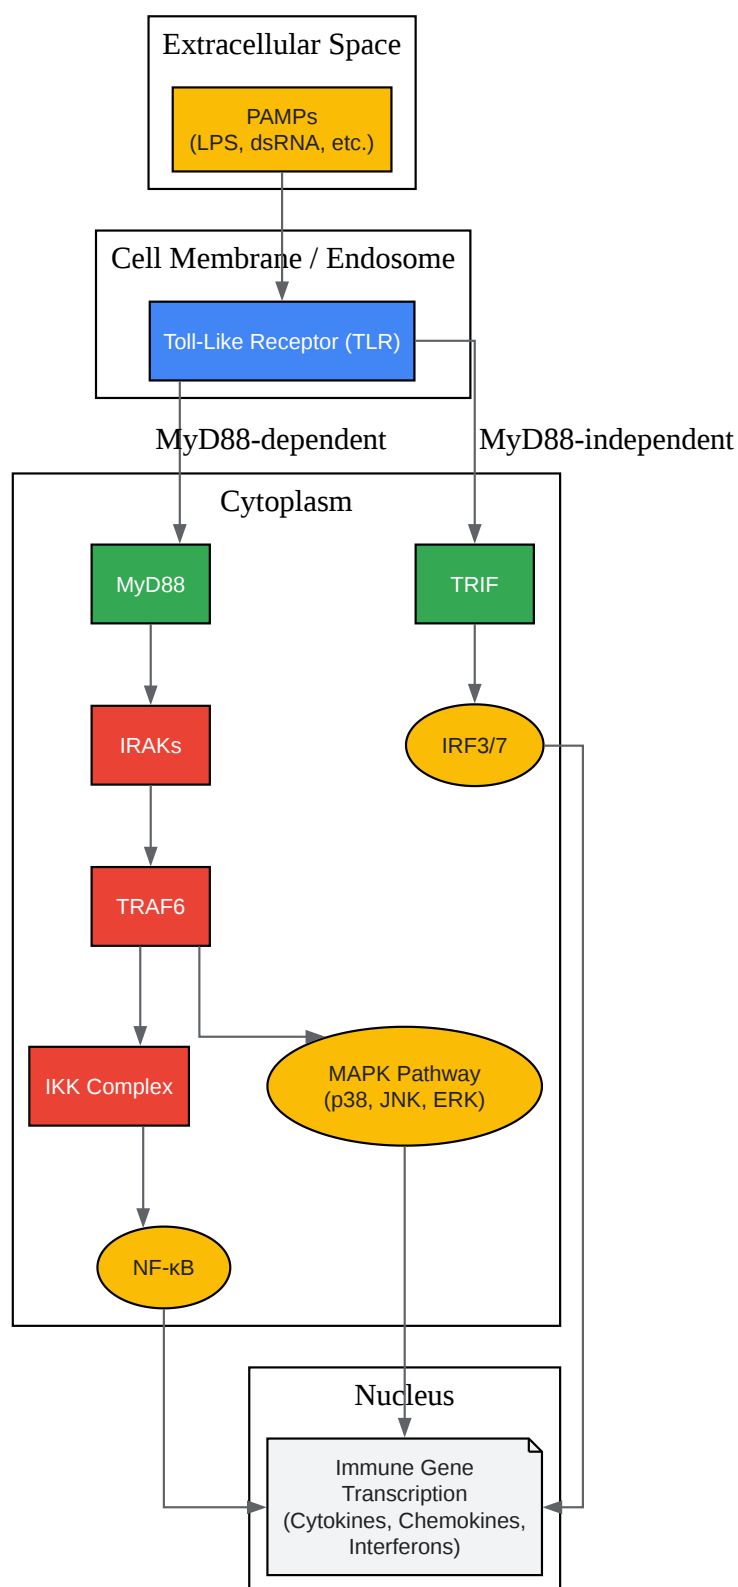 Extracellular Space
PAMPs
(LPS, dsRNA, etc.)
Cell Membrane / Endosome
Toll-Like Receptor (TLR)
MyD88-dependent
MyD88-independent
Cytoplasm
MyD88
TRIF
IRAKs
IRF3/7
TRAF6
IKK Complex
MAPK Pathway
(p38, JNK, ERK)
NF-κB
Nucleus
Immune Gene
Transcription
(Cytokines, Chemokines,
Interferons)